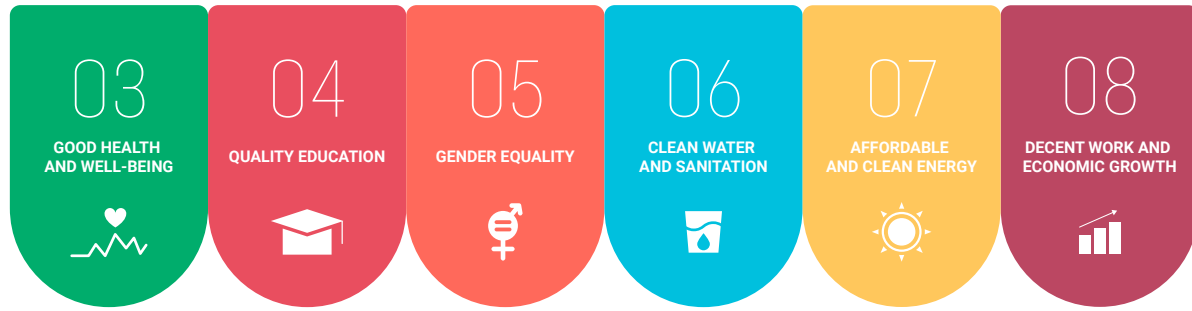 03
GOOD HEALTH
AND WELL-BEING
04
QUALITY EDUCATION
05
GENDER EQUALITY
06
CLEAN WATER
AND SANITATION
07
AFFORDABLE
AND CLEAN ENERGY
08
DECENT WORK AND
ECONOMIC GROWTH